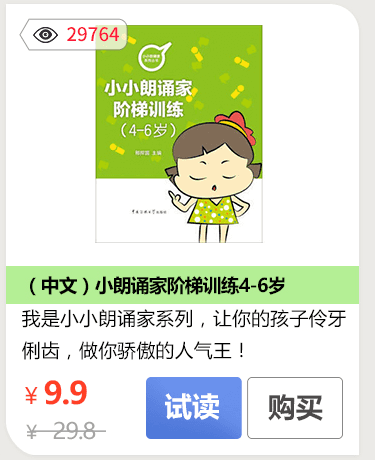 29764
小小朗诵家
阶梯训练
（4-6岁）
（中文）小朗诵家阶梯训练4-6岁
我是小小朗诵家系列，让你的孩子伶牙
俐齿，做你骄傲的人气王！
¥ 9.9
¥ 29.8
试读
购买